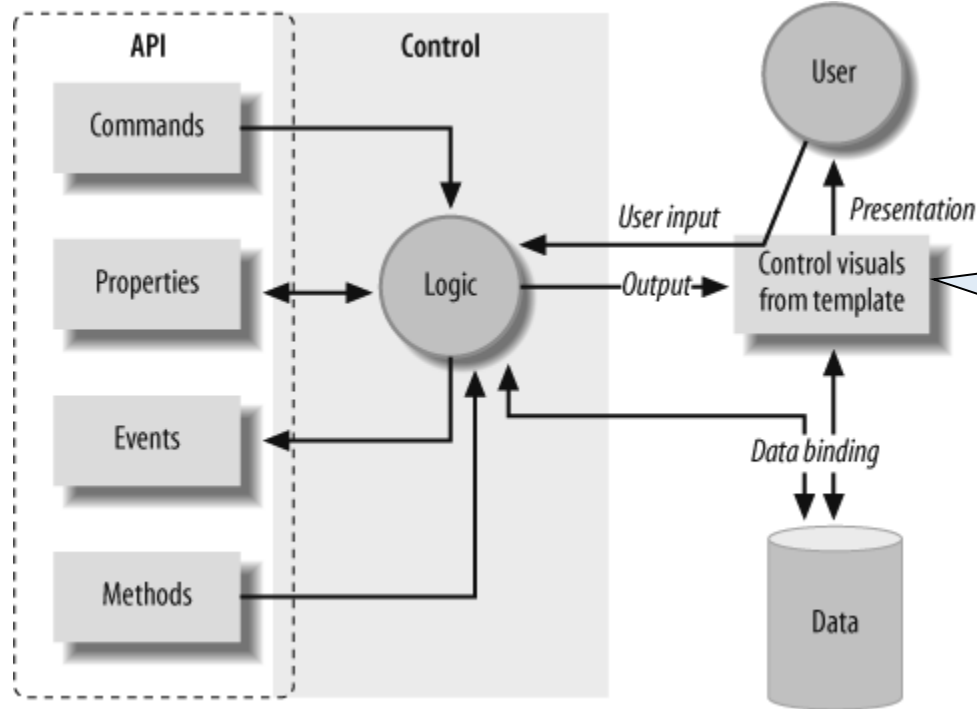 API
Control
User
Commands
User input
Presentation
Properties
Logic
Output
Control visuals
from template
Events
Data binding
Methods
Data